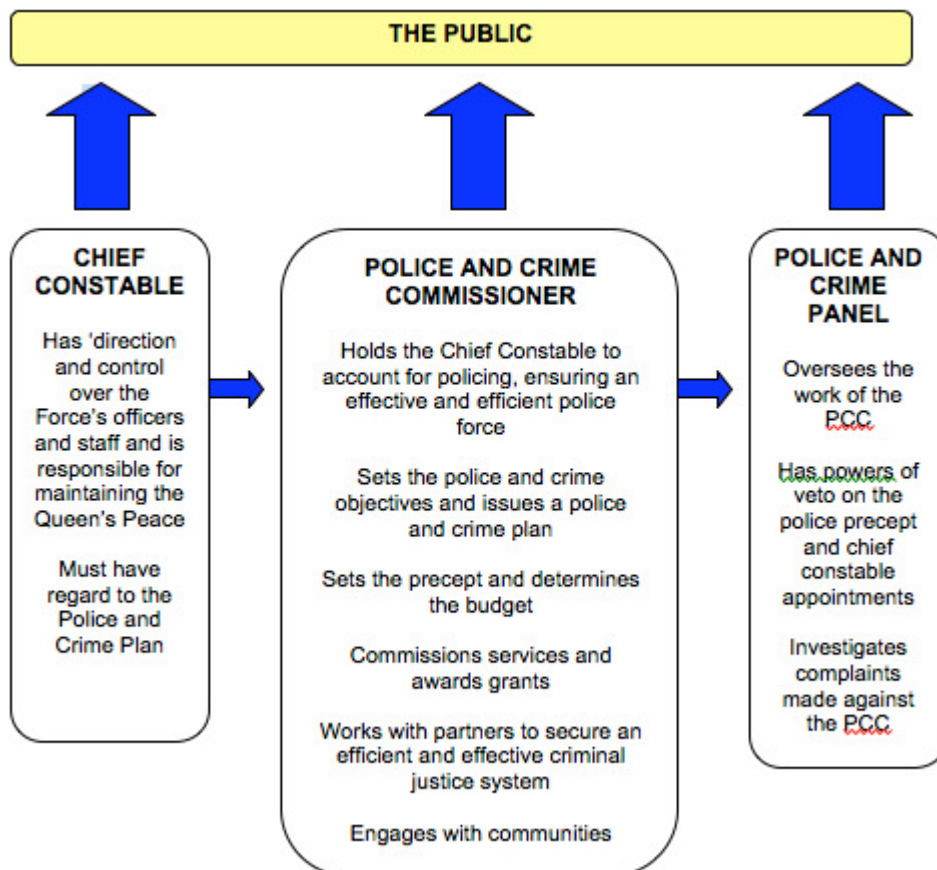 THE PUBLIC
CHIEF
CONSTABLE
Has 'direction
and control
over the
Force's officers
and staff and is
responsible for
maintaining the
Queen's Peace
Must have
regard to the
Police and
Crime Plan
POLICE AND CRIME
COMMISSIONER
Holds the Chief Constable to
account for policing, ensuring an
effective and efficient police
force
Sets the police and crime
objectives and issues a police
and crime plan
Sets the precept and determines
the budget
Commissions services and
awards grants
Works with partners to secure an
efficient and effective criminal
justice system
Engages with communities
POLICE AND
CRIME
PANEL
Oversees the
work of the
PCC
Has powers of
veto on the
police precept
and chief
constable
appointments
Investigates
complaints
made against
the PCC